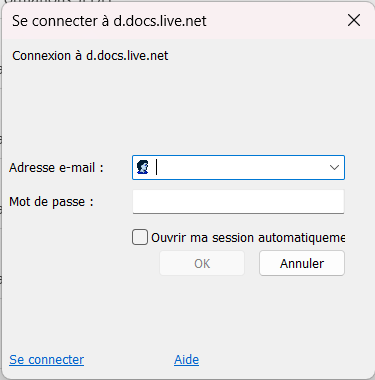 Se connecter à d.docs.live.net
Connexion à d.docs.live.net
Adresse e-mail :
Mot de passe :
Ouvrir ma session automatiqueme
OK
Annuler
Se connecter
Aide